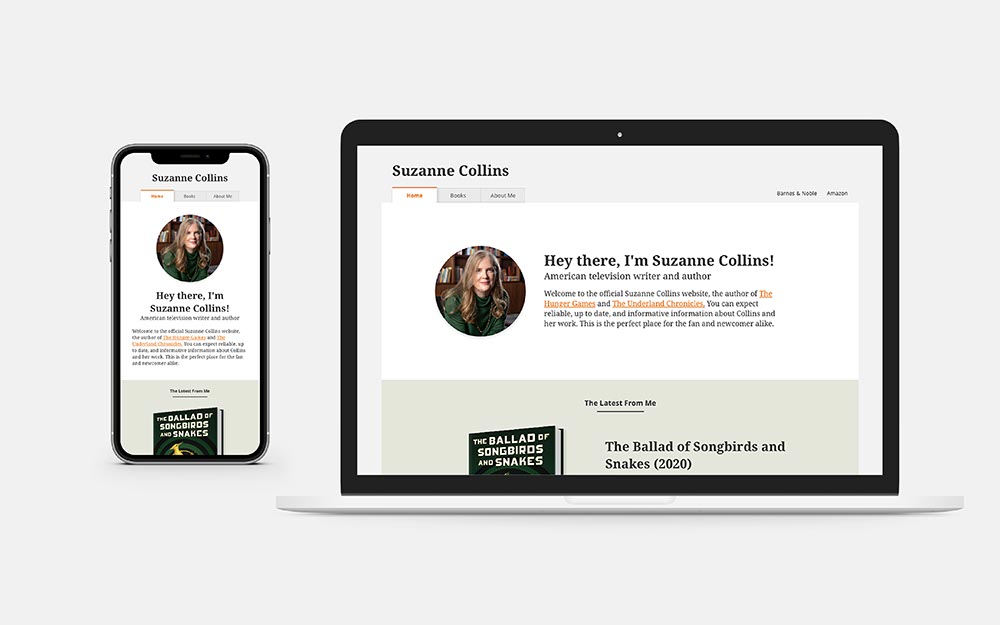 Suzanne Collins
Home Books About Me
Hey there, I'm
Suzanne Collins!
American television writer and author
Welcome to the official Suzanne Collins website,
the author of The Hunger Games and The
Underland Chronicles. You can expect reliable, up
to date, and informative information about Collins
and her work. This is the perfect place for the fan
and newcomer alike.
The Latest From Me
THE BALLAD OF
SONGBIRDS
AND SNAKES
Suzanne Collins
Home Books About Me
Barnes & Noble Amazon
Hey there, I'm Suzanne Collins!
American television writer and author
Welcome to the official Suzanne Collins website, the author of The
Hunger Games and The Underland Chronicles. You can expect
reliable, up to date, and informative information about Collins and
her work. This is the perfect place for the fan and newcomer alike.
The Latest From Me
THE BALLAD OF
SONGBIRDS
AND SNAKES
The Ballad of Songbirds and
Snakes (2020)